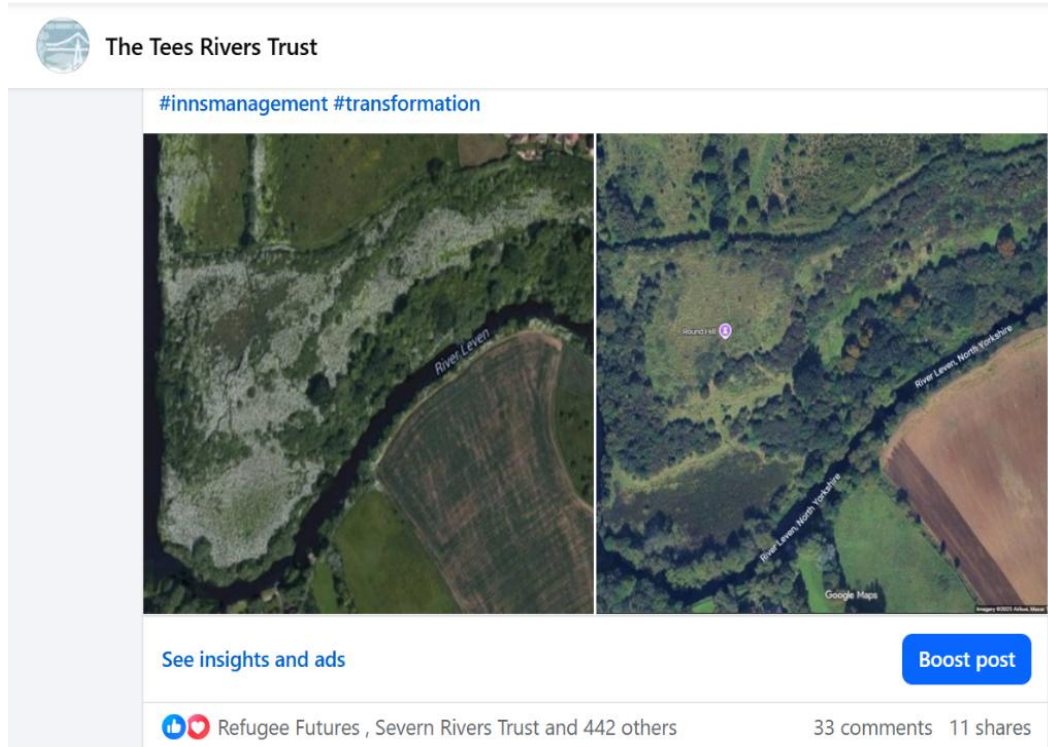 The Tees Rivers Trust
#innsmanagement #transformation
River Leven
Round Hill
River Leven, North Yorkshire
River Leven, North Yorkshire
Google Maps
See insights and ads
Boost post
Refugee Futures , Severn Rivers Trust and 442 others
33 comments 11 shares